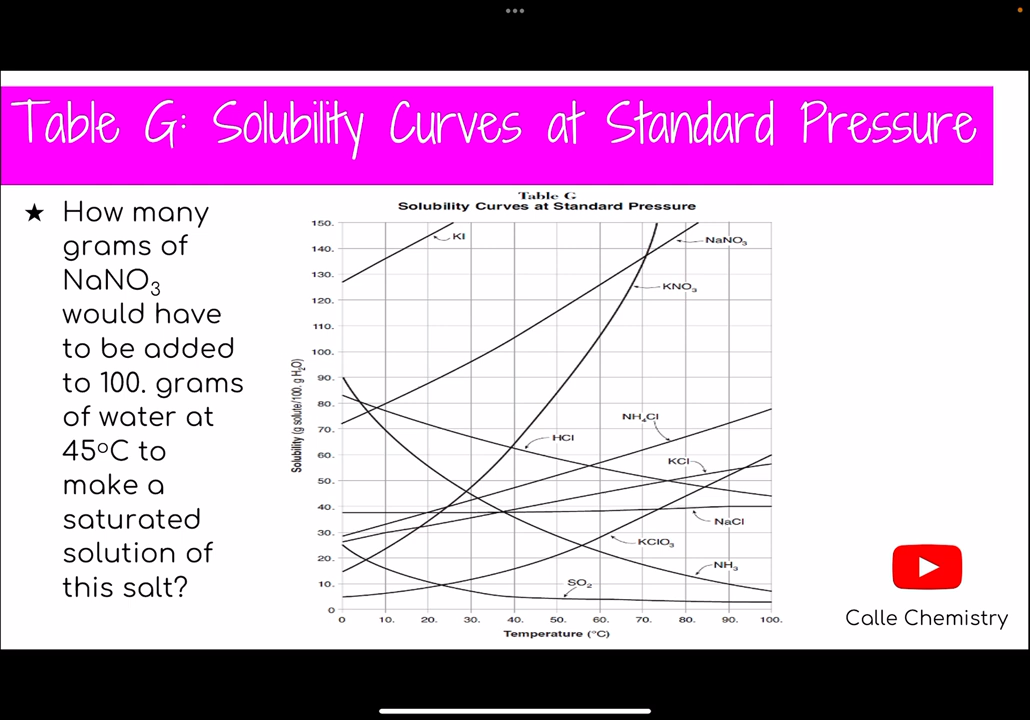 Table G: Solubility Curves at Standard Pressure
★ How many
grams of
NaNO₃
would have
to be added
to 100. grams
of water at
45°C to
make a
saturated
solution of
this salt?
Table G
Solubility Curves at Standard Pressure
Solubility (g solute/100. g H₂O)
150.
140.
130.
120.
110.
100.
90.
80.
70.
60.
50.
40.
30.
20.
10.
0
KI
NaNO₃
KNO₃
NH₄Cl
HCl
KCl
NaCl
KClO₃
NH₃
SO₂
0 10. 20. 30. 40. 50. 60. 70. 80. 90. 100.
Temperature (°C)
Calle Chemistry